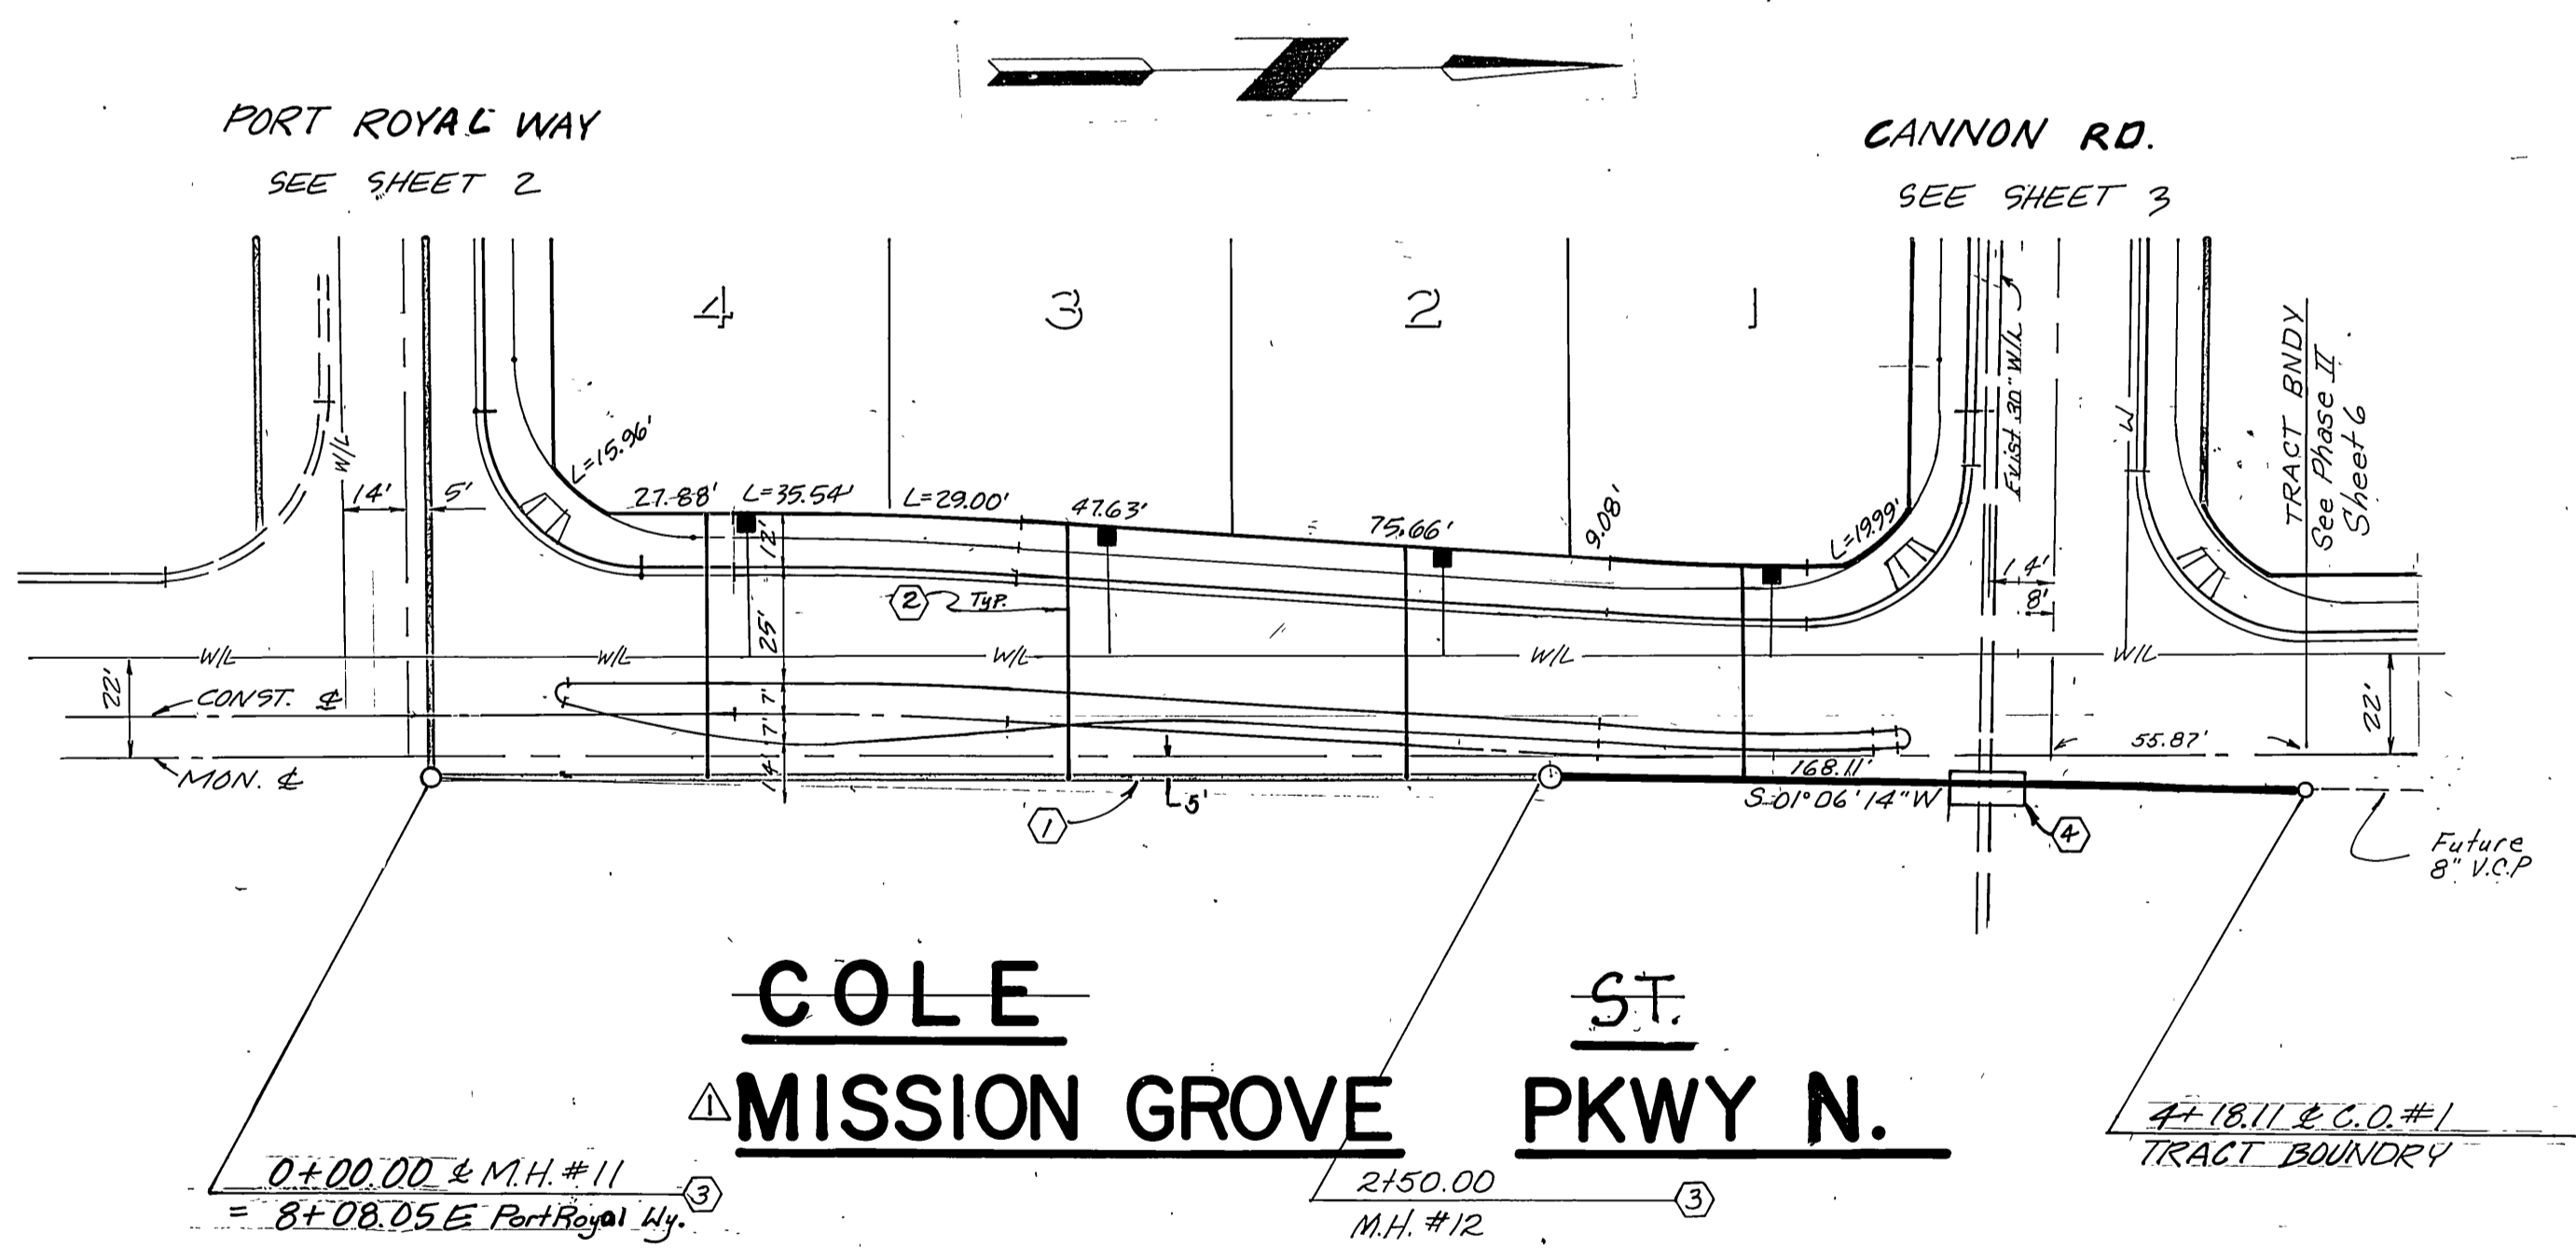 Z
PORT ROYAL WAY
SEE SHEET 2
CANNON RD.
SEE SHEET 3
4
3
2
1
Exist 30" W/L
TRACT BNDY
See Phase II
Sheet 6
W/L
W
14'
5'
L=15.96'
27.88'
L=35.54'
L=29.00'
47.63'
75.66'
9.08'
L=19.99'
12'
14'
8'
2 TYP.
25'
W/L
W/L
W/L
W/L
W/L
22'
22'
CONST. ℄
7'
7'
14'
MON. ℄
55.87'
168.11'
S 01° 06' 14" W
5'
1
4
Future
8" V.C.P
COLE ST.
1 MISSION GROVE PKWY N.
0+00.00 ℄ M.H. #11
3
= 8+08.05 E Port Royal Wy.
2+50.00
3
M.H. #12
4+18.11 ℄ C.O. #1
TRACT BOUNDRY